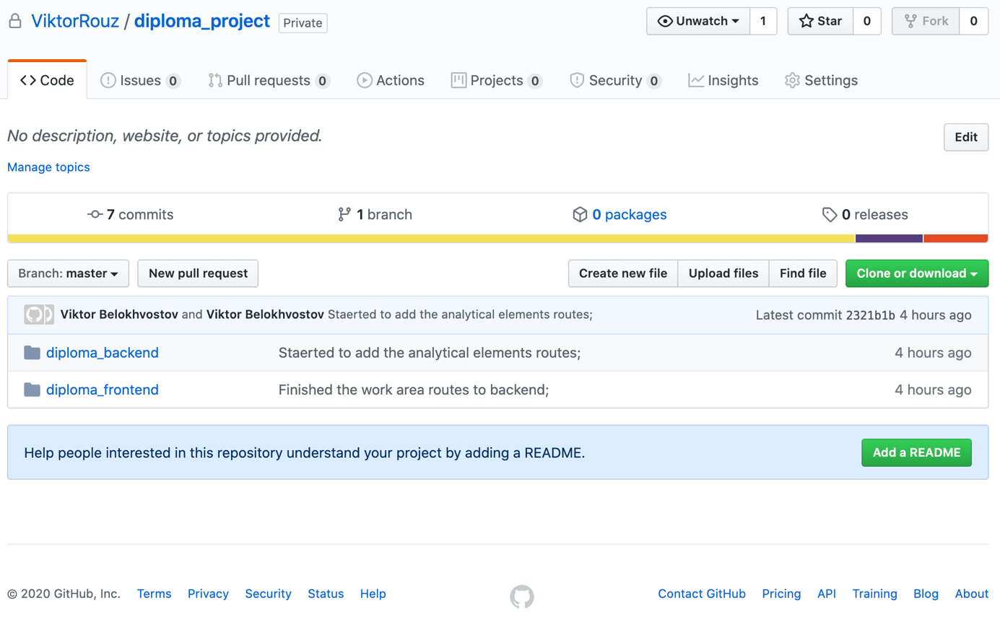 ViktorRouz / diploma_project Private Unwatch 1 Star 0 Fork 0
Code Issues 0 Pull requests 0 Actions Projects 0 Security 0 Insights Settings
No description, website, or topics provided. Edit
Manage topics
7 commits 1 branch 0 packages 0 releases
Branch: master New pull request Create new file Upload files Find file Clone or download
Viktor Belokhvostov and Viktor Belokhvostov Staerted to add the analytical elements routes; Latest commit 2321b1b 4 hours ago
diploma_backend Staerted to add the analytical elements routes; 4 hours ago
diploma_frontend Finished the work area routes to backend; 4 hours ago
Help people interested in this repository understand your project by adding a README. Add a README
© 2020 GitHub, Inc. Terms Privacy Security Status Help Contact GitHub Pricing API Training Blog About